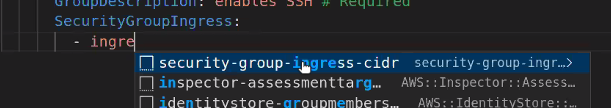 GroupDescription: enables SSH # Required
SecurityGroupIngress:
- ingre
security-group-ingress-cidr security-group-ingr…>
inspector-assessmenttarg… AWS::Inspector::Assess…
identitystore-groupmembers… AWS::IdentityStore::…